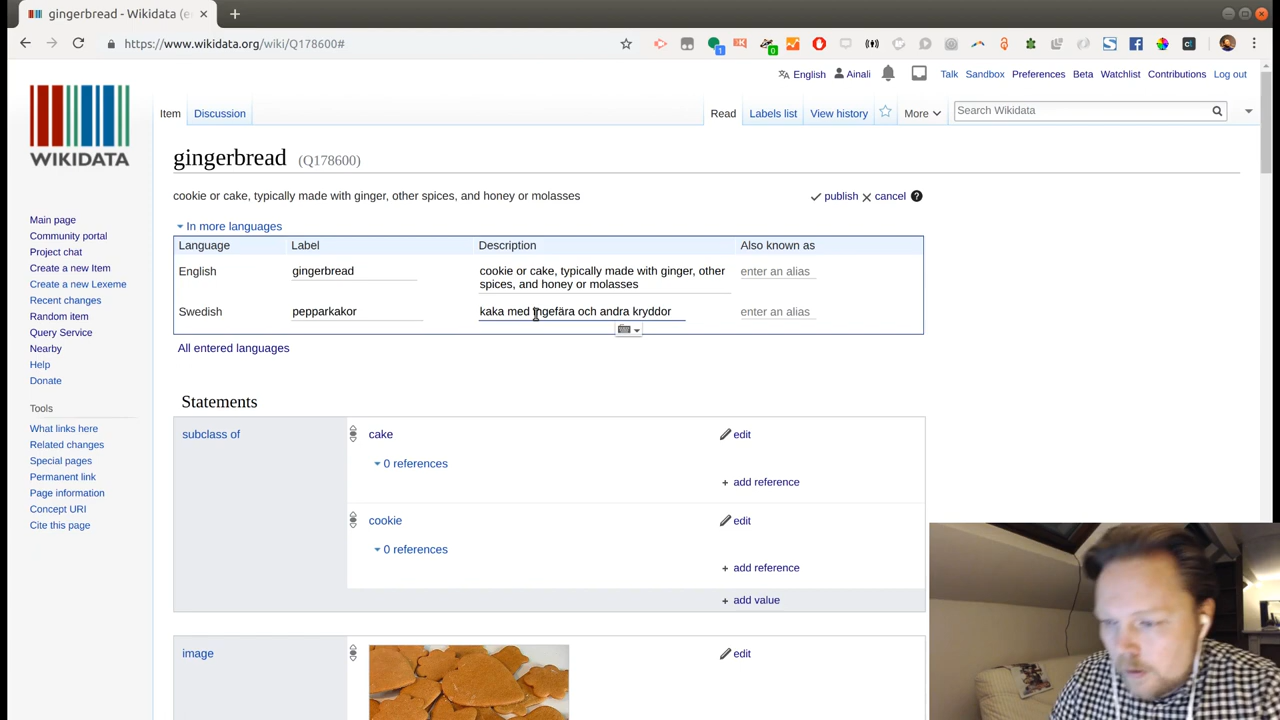 gingerbread - Wikidata (e
https://www.wikidata.org/wiki/Q178600#
1
0
English Ainali Talk Sandbox Preferences Beta Watchlist Contributions Log out
Item Discussion Read Labels list View history More Search Wikidata
WIKIDATA
gingerbread (Q178600)
cookie or cake, typically made with ginger, other spices, and honey or molasses
publish cancel ?
In more languages
Language Label Description Also known as
English gingerbread cookie or cake, typically made with ginger, other
spices, and honey or molasses
enter an alias
Swedish pepparkakor kaka med ingefära och andra kryddor enter an alias
All entered languages
Main page
Community portal
Project chat
Create a new Item
Create a new Lexeme
Recent changes
Random item
Query Service
Nearby
Help
Donate
Tools
What links here
Related changes
Special pages
Permanent link
Page information
Concept URI
Cite this page
Statements
subclass of cake edit
0 references
+ add reference
cookie edit
0 references
+ add reference
+ add value
image edit